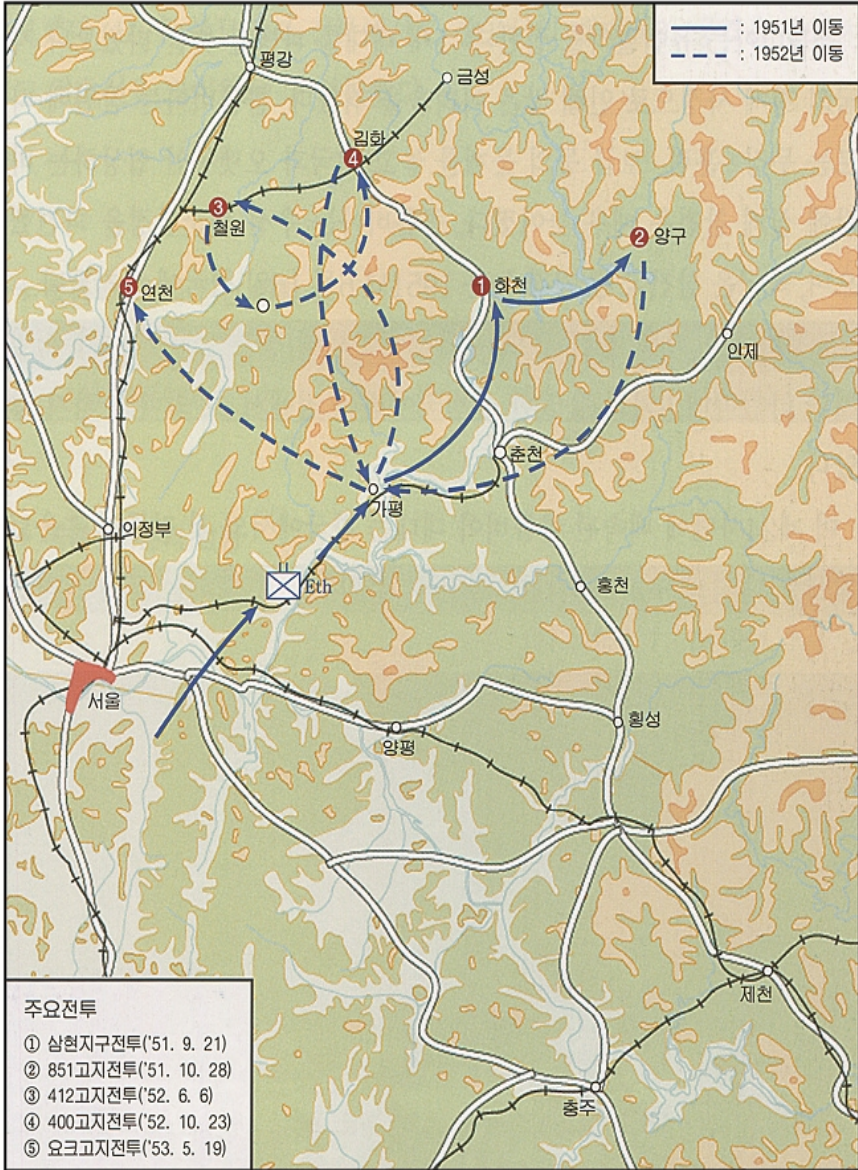 : 1951년 이동
: 1952년 이동
평강
금성
김화
4
3
철원
2 양구
5 연천
1 화천
인제
춘천
가평
의정부
Eth
홍천
서울
횡성
양평
제천
충주
주요전투
① 삼현지구전투('51. 9. 21)
② 851고지전투('51. 10. 28)
③ 412고지전투('52. 6. 6)
④ 400고지전투('52. 10. 23)
⑤ 요크고지전투('53. 5. 19)